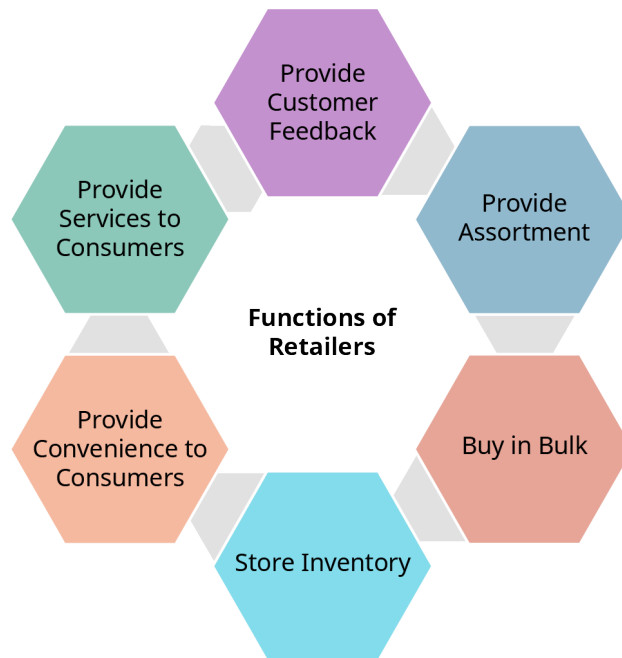 Provide
Customer
Feedback
Provide
Assortment
Buy in Bulk
Store Inventory
Provide
Convenience to
Consumers
Provide
Services to
Consumers
Functions of
Retailers